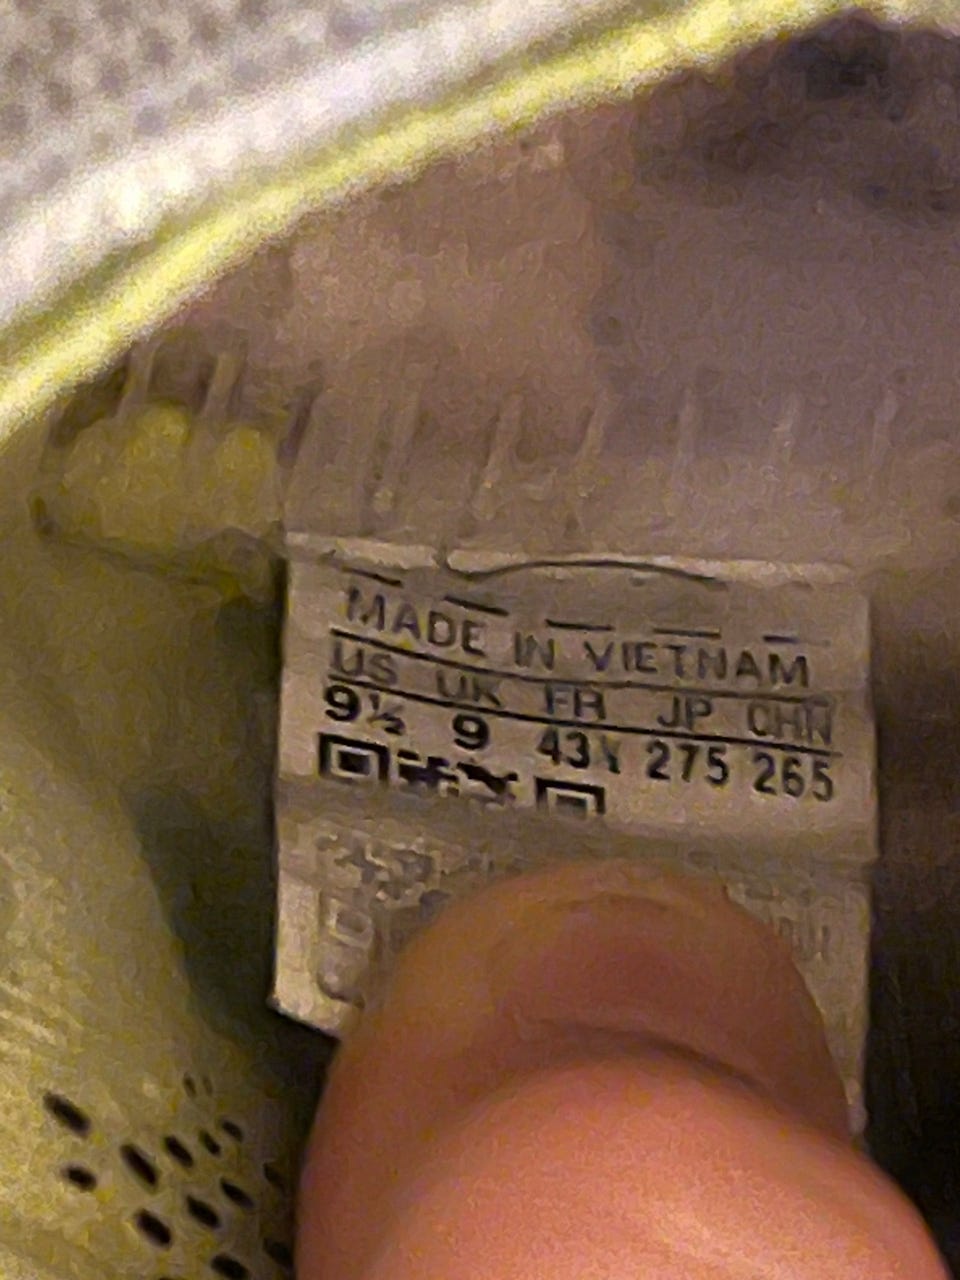 MADE IN VIETNAM
US UK FR JP CHN
9½ 9 43⅓ 275 265